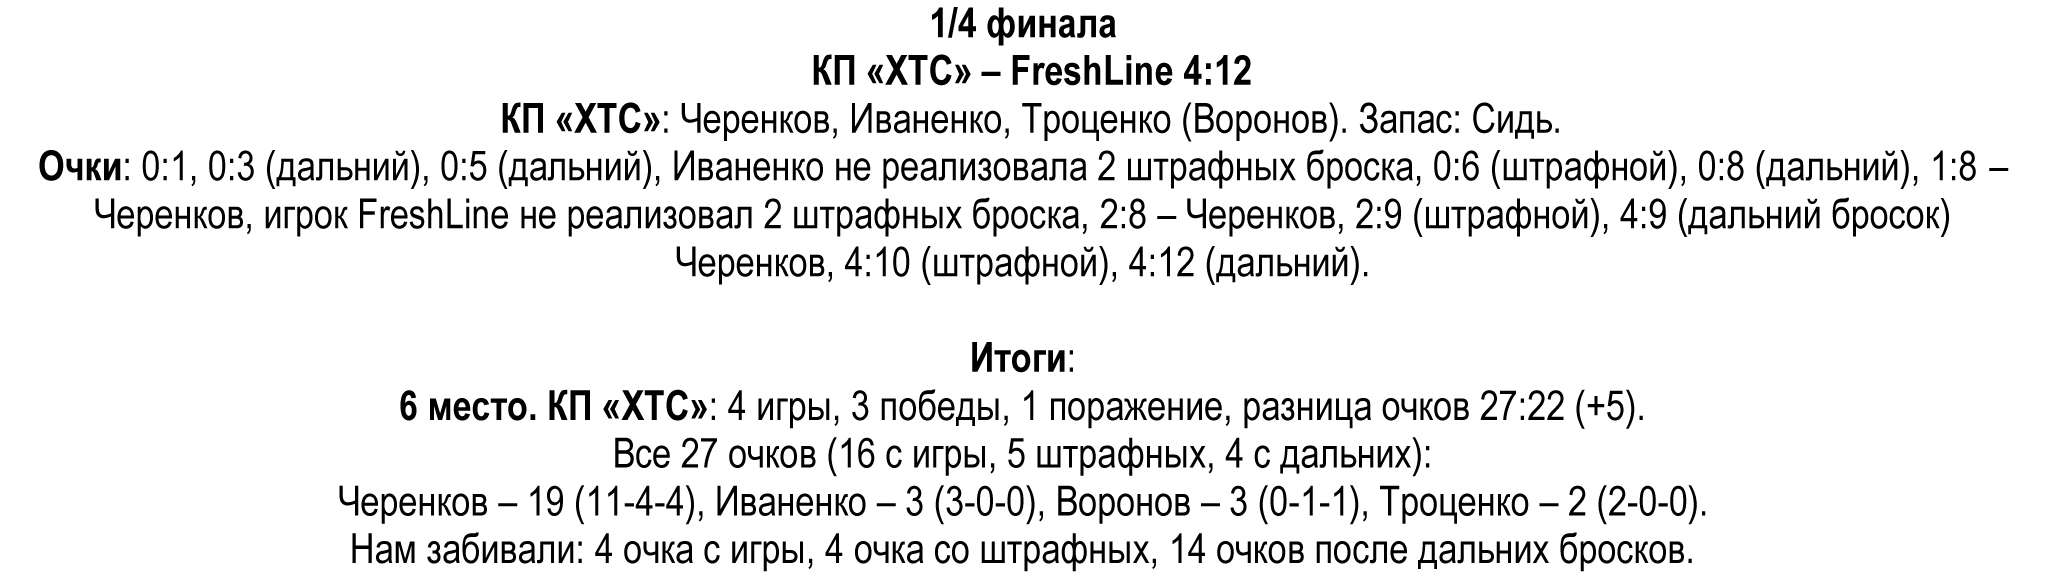 1/4 финала
КП «ХТС» – FreshLine 4:12
КП «ХТС»: Черенков, Иваненко, Троценко (Воронов). Запас: Сидь.
Очки: 0:1, 0:3 (дальний), 0:5 (дальний), Иваненко не реализовала 2 штрафных броска, 0:6 (штрафной), 0:8 (дальний), 1:8 –
Черенков, игрок FreshLine не реализовал 2 штрафных броска, 2:8 – Черенков, 2:9 (штрафной), 4:9 (дальний бросок)
Черенков, 4:10 (штрафной), 4:12 (дальний).
Итоги:
6 место. КП «ХТС»: 4 игры, 3 победы, 1 поражение, разница очков 27:22 (+5).
Все 27 очков (16 с игры, 5 штрафных, 4 с дальних):
Черенков – 19 (11-4-4), Иваненко – 3 (3-0-0), Воронов – 3 (0-1-1), Троценко – 2 (2-0-0).
Нам забивали: 4 очка с игры, 4 очка со штрафных, 14 очков после дальних бросков.